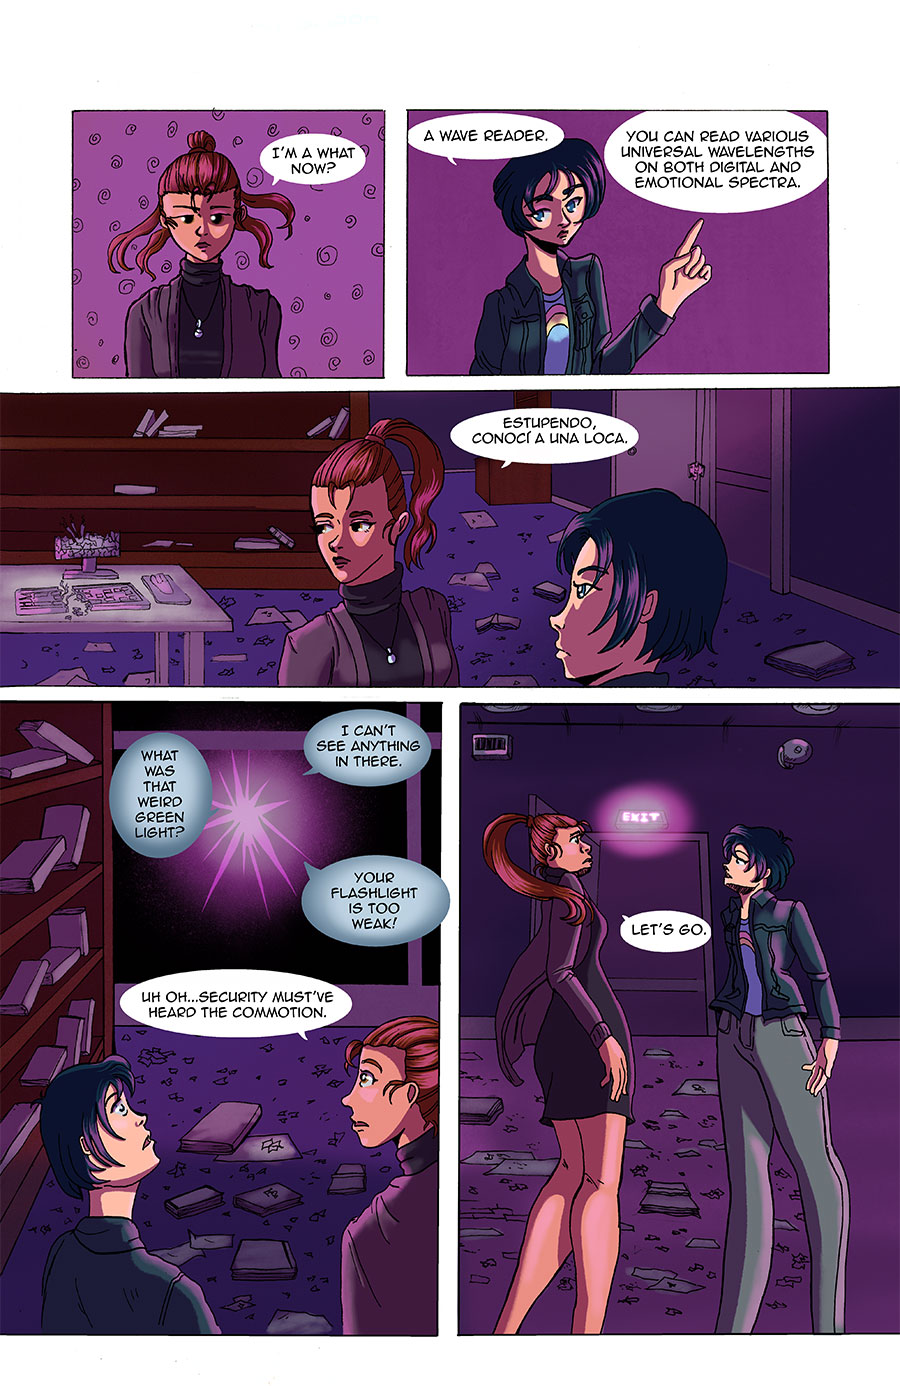 I'M A WHAT
NOW?
A WAVE READER.
YOU CAN READ VARIOUS
UNIVERSAL WAVELENGTHS
ON BOTH DIGITAL AND
EMOTIONAL SPECTRA.
ESTUPENDO,
CONOCÍ A UNA LOCA.
I CAN'T
SEE ANYTHING
IN THERE.
WHAT
WAS
THAT
WEIRD
GREEN
LIGHT?
YOUR
FLASHLIGHT
IS TOO
WEAK!
UH OH...SECURITY MUST'VE
HEARD THE COMMOTION.
EXIT
LET'S GO.